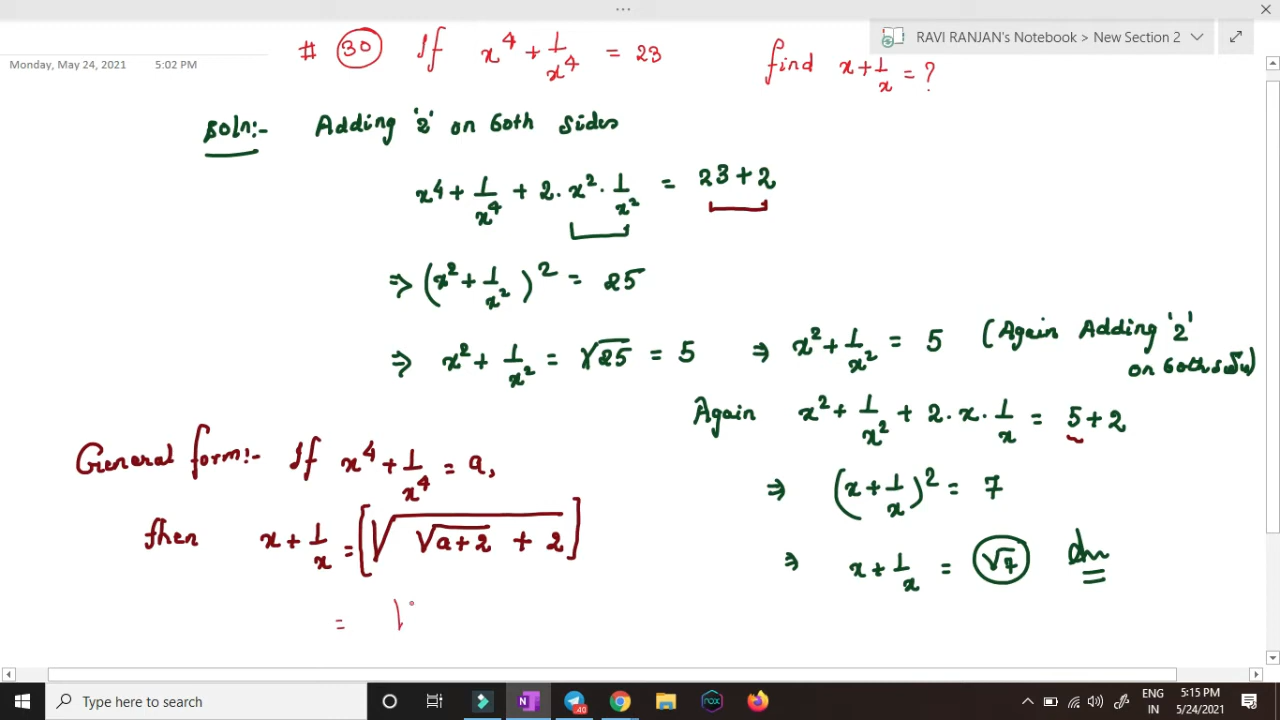 RAVI RANJAN's Notebook > New Section 2
Monday, May 24, 2021 5:02 PM
# 30 If x⁴ + 1/x⁴ = 23 find x + 1/x = ?
Soln:- Adding '2' on both sides
x⁴ + 1/x⁴ + 2. x² . 1/x² = 23 + 2
⇒ (x² + 1/x²)² = 25
⇒ x² + 1/x² = √25 = 5
⇒ x² + 1/x² = 5 (Again Adding '2'
on both sides)
Again x² + 1/x² + 2. x . 1/x = 5 + 2
⇒ (x + 1/x)² = 7
⇒ x + 1/x = √7
General form:- If x⁴ + 1/x⁴ = a,
then x + 1/x = [√(√(a+2) + 2)]
=
Type here to search
ENG
IN
5:15 PM
5/24/2021